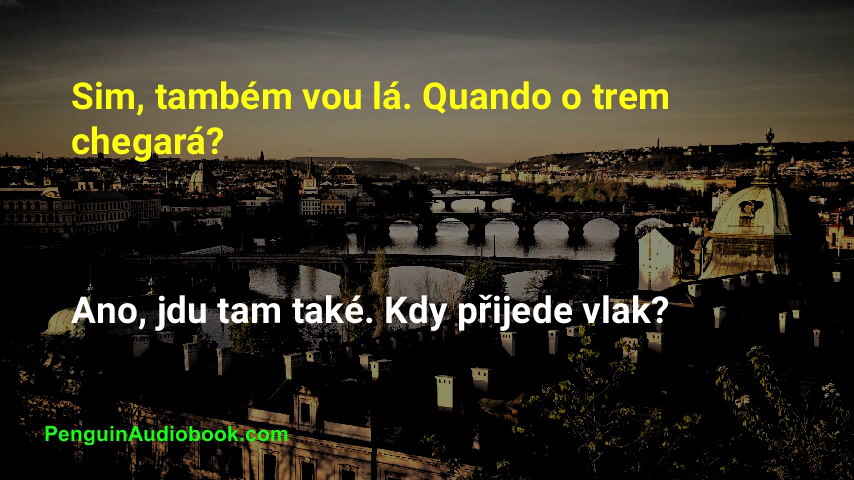 Sim, também vou lá. Quando o trem
chegará?
Ano, jdu tam také. Kdy přijede vlak?
PenguinAudiobook.com